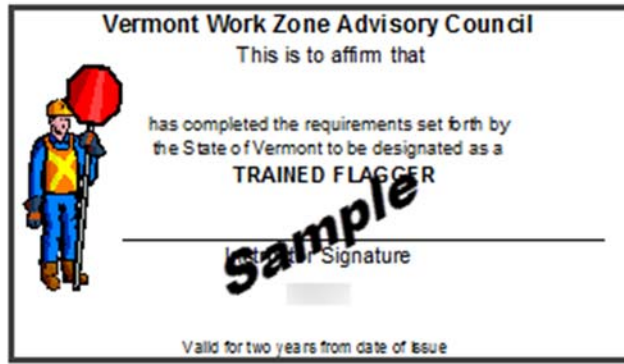 Vermont Work Zone Advisory Council
This is to affirm that
has completed the requirements set forth by
the State of Vermont to be designated as a
TRAINED FLAGGER
Sample
Instructor Signature
Valid for two years from date of issue